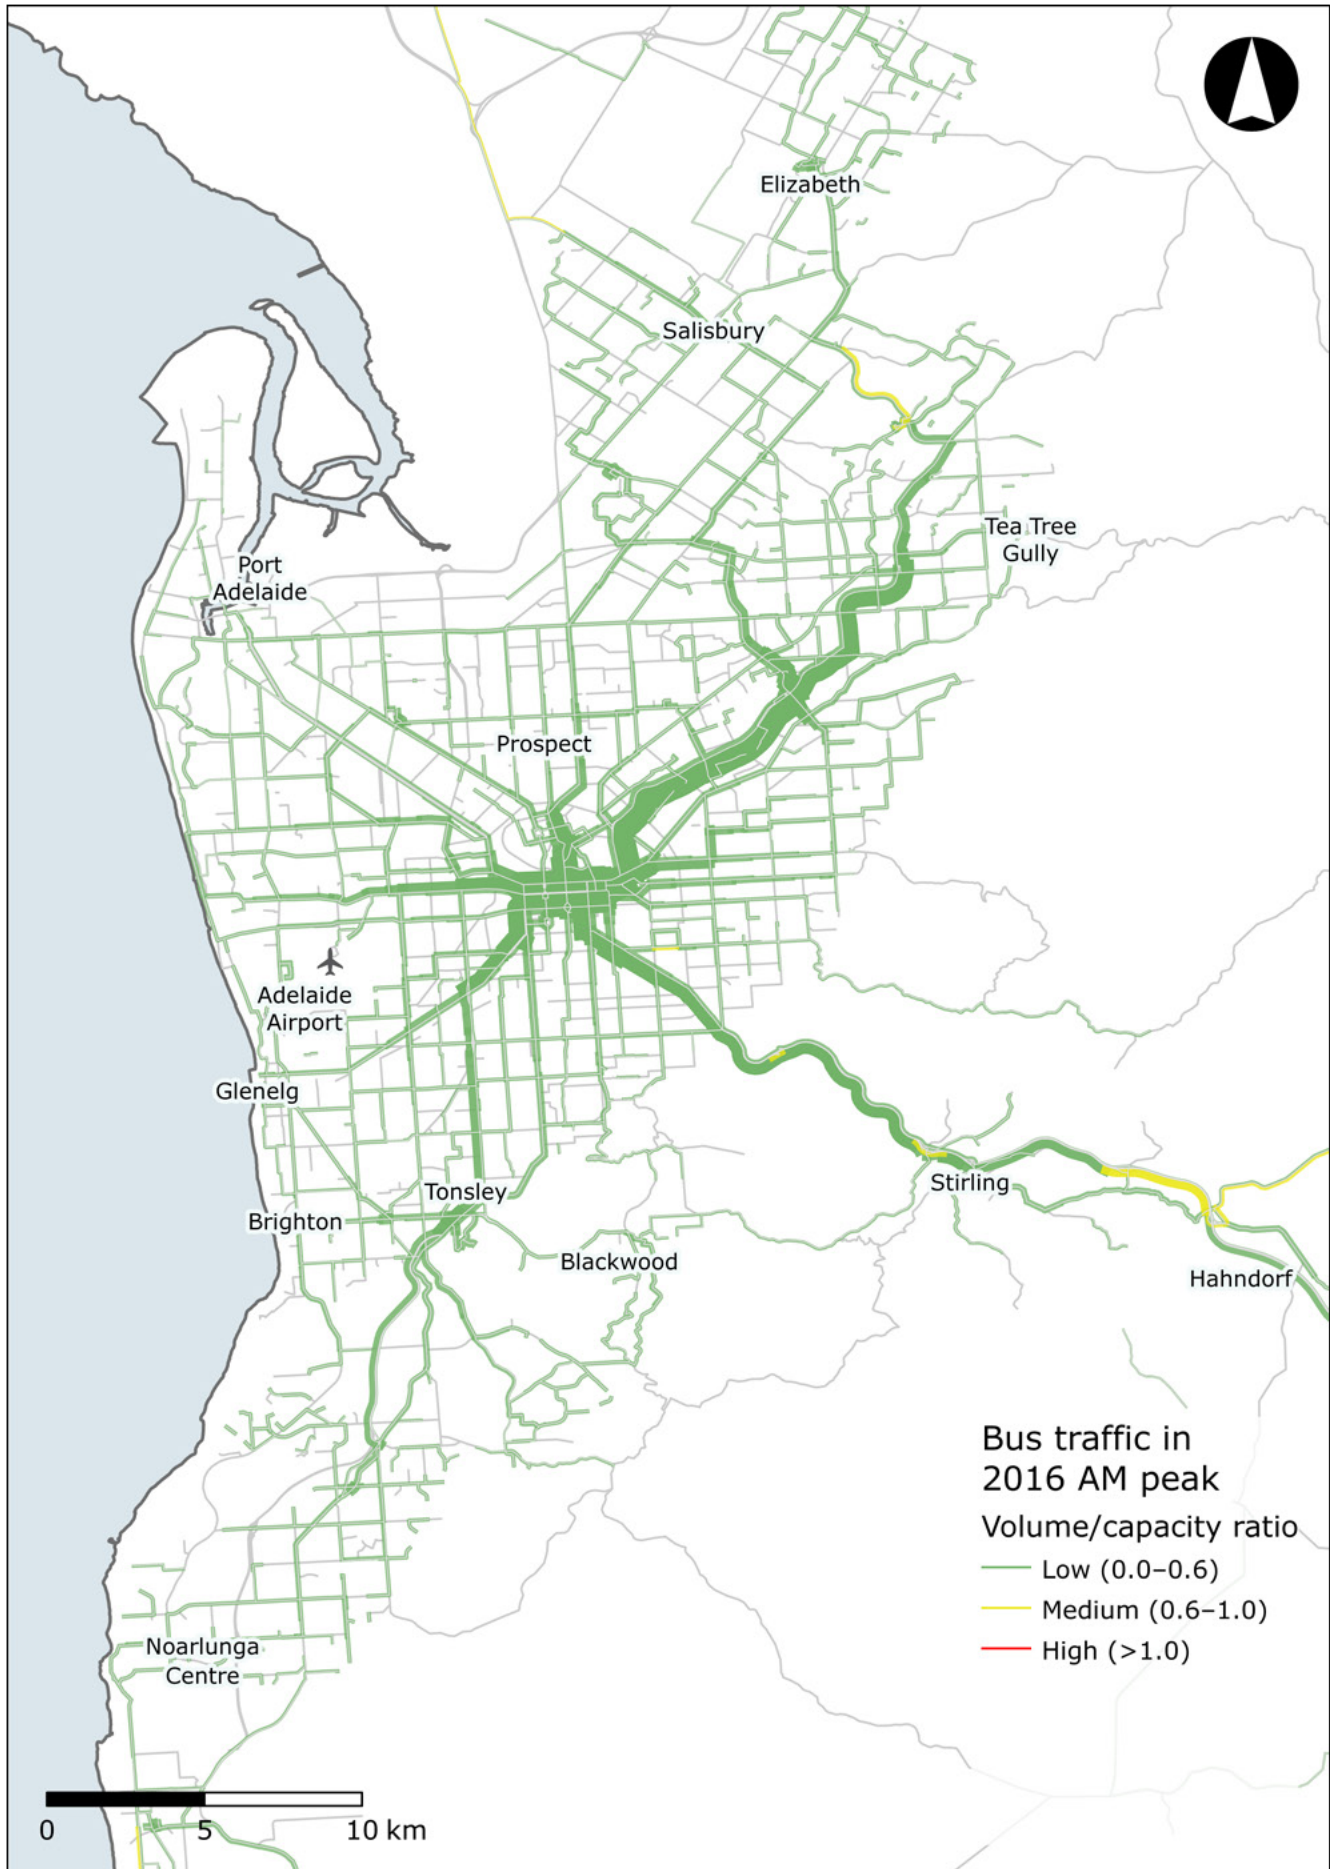 Elizabeth
Salisbury
Tea Tree
Gully
Port
Adelaide
Prospect
Adelaide
Airport
Glenelg
Tonsley
Stirling
Brighton
Blackwood
Hahndorf
Bus traffic in
2016 AM peak
Volume/capacity ratio
Low (0.0–0.6)
Medium (0.6–1.0)
High (>1.0)
Noarlunga
Centre
0 5 10 km